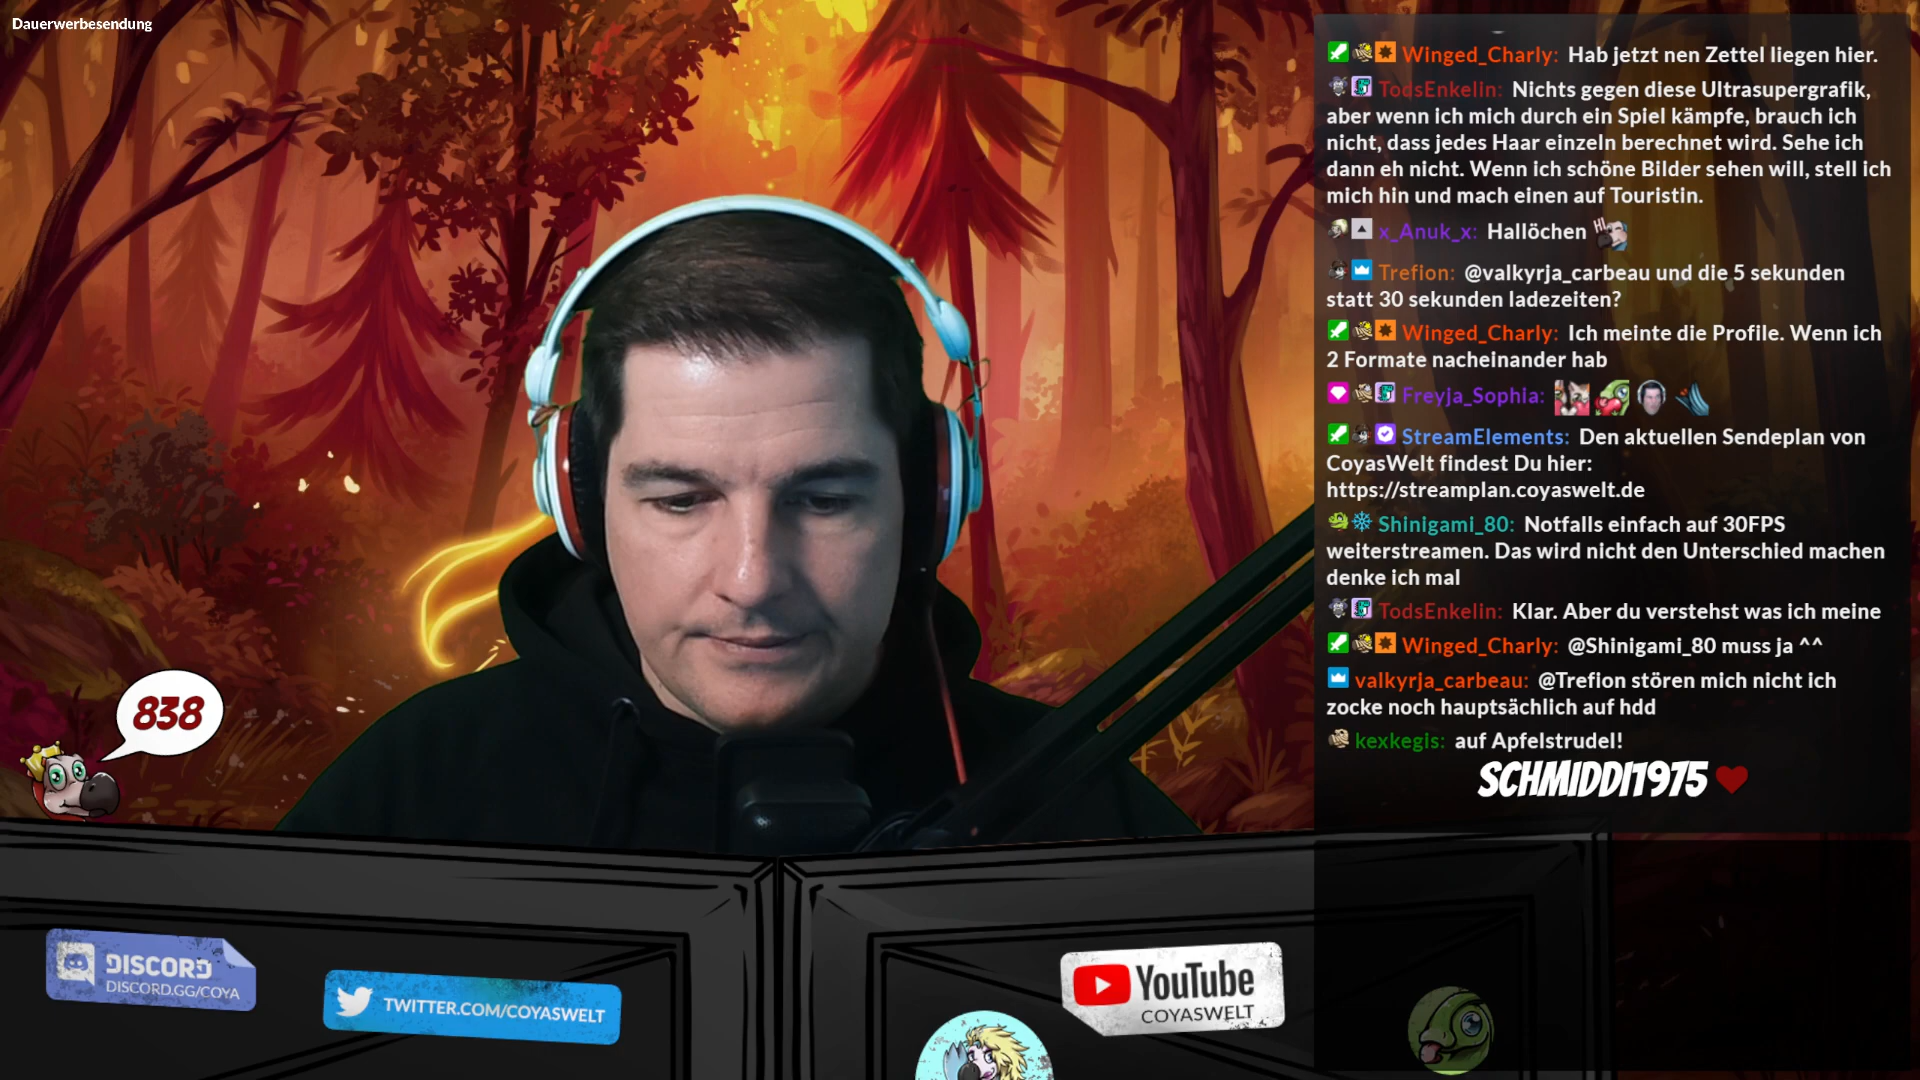 Dauerwerbesendung
Winged_Charly: Hab jetzt nen Zettel liegen hier.
TodsEnkelin: Nichts gegen diese Ultrasupergrafik,
aber wenn ich mich durch ein Spiel kämpfe, brauch ich
nicht, dass jedes Haar einzeln berechnet wird. Sehe ich
dann eh nicht. Wenn ich schöne Bilder sehen will, stell ich
mich hin und mach einen auf Touristin.
x_Anuk_x: Hallöchen HI
Trefion: @valkyrja_carbeau und die 5 sekunden
statt 30 sekunden ladezeiten?
Winged_Charly: Ich meinte die Profile. Wenn ich
2 Formate nacheinander hab
Freyja_Sophia:
StreamElements: Den aktuellen Sendeplan von
CoyasWelt findest Du hier:
https://streamplan.coyaswelt.de
Shinigami_80: Notfalls einfach auf 30FPS
weiterstreamen. Das wird nicht den Unterschied machen
denke ich mal
TodsEnkelin: Klar. Aber du verstehst was ich meine
Winged_Charly: @Shinigami_80 muss ja ^^
valkyrja_carbeau: @Trefion stören mich nicht ich
zocke noch hauptsächlich auf hdd
kexkegis: auf Apfelstrudel!
SCHMIDDI1975
838
DISCORD
DISCORD.GG/COYA
TWITTER.COM/COYASWELT
YouTube
COYASWELT